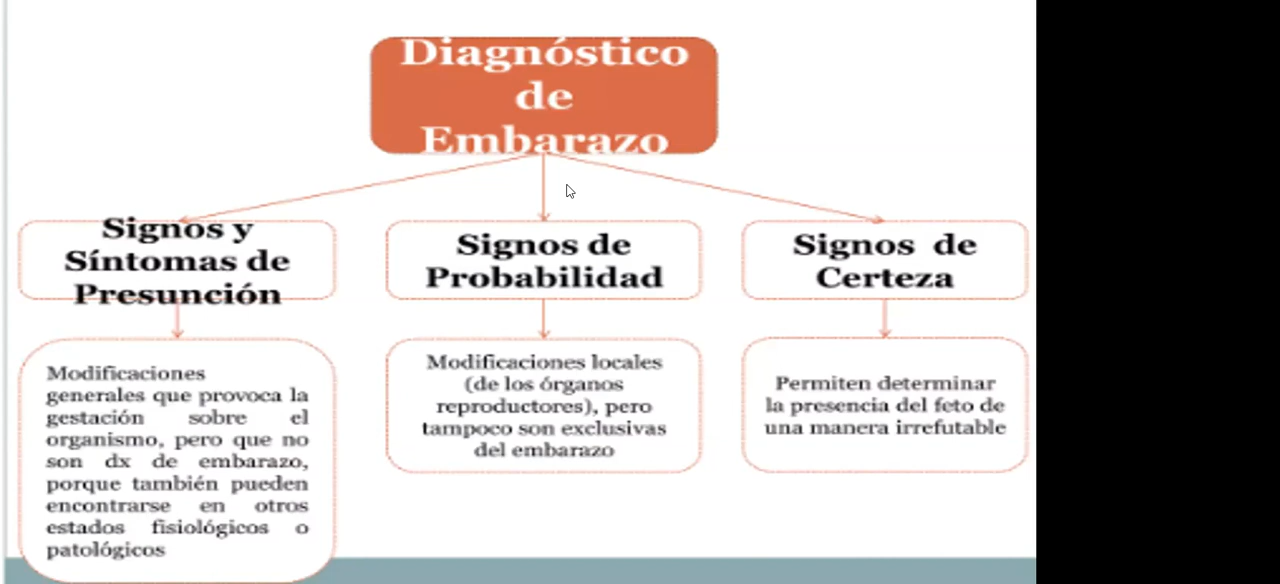 Diagnóstico
de
Embarazo
Signos y
Síntomas de
Presunción
Signos de
Probabilidad
Signos de
Certeza
Modificaciones
generales que provoca la
gestación sobre el
organismo, pero que no
son dx de embarazo,
porque también pueden
encontrarse en otros
estados fisiológicos o
patológicos
Modificaciones locales
(de los órganos
reproductores), pero
tampoco son exclusivas
del embarazo
Permiten determinar
la presencia del feto de
una manera irrefutable